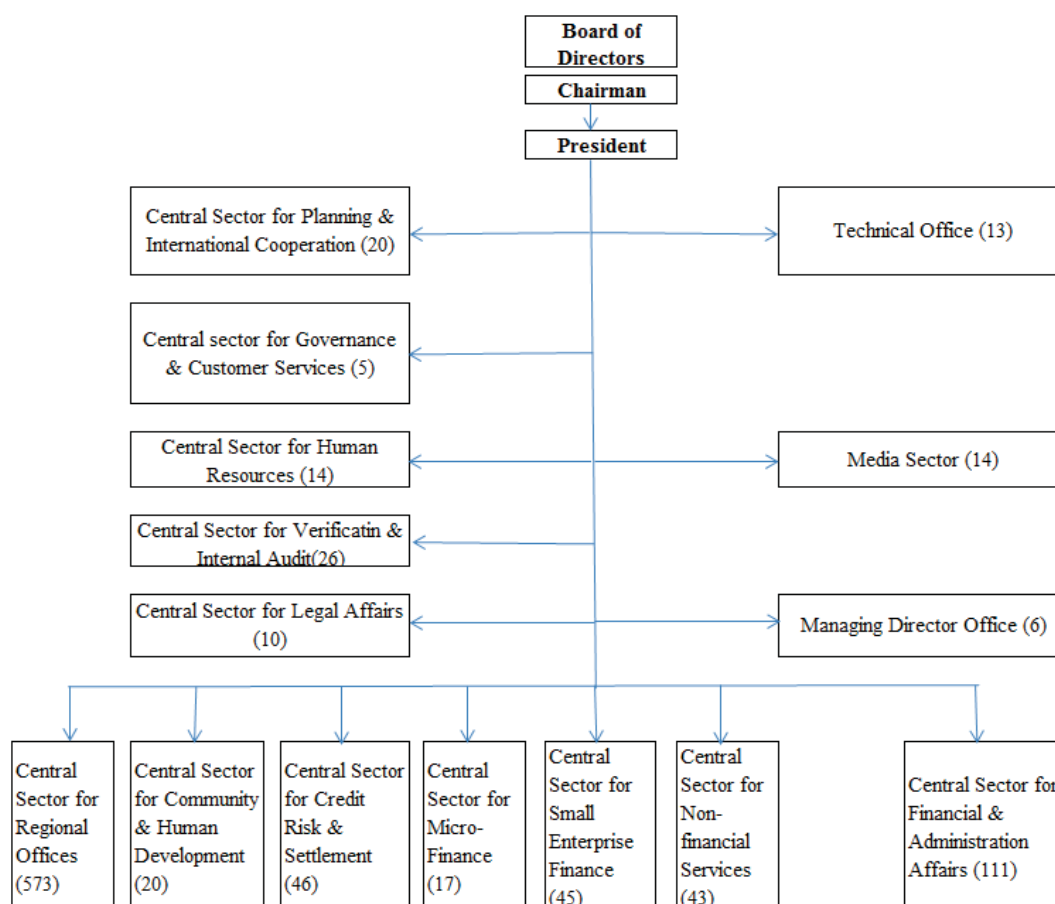 Board of
Directors
Chairman
President
Central Sector for Planning &
International Cooperation (20)
Technical Office (13)
Central sector for Governance
& Customer Services (5)
Central Sector for Human
Resources (14)
Media Sector (14)
Central Sector for Verificatin &
Internal Audit(26)
Central Sector for Legal Affairs
(10)
Managing Director Office (6)
Central
Sector for
Regional
Offices
(573)
Central Sector
for Community
& Human
Development
(20)
Central Sector
for Credit
Risk &
Settlement
(46)
Central
Sector for
Micro-
Finance
(17)
Central
Sector for
Small
Enterprise
Finance
(45)
Central
Sector for
Non-
financial
Services
(43)
Central Sector for
Financial &
Administration
Affairs (111)